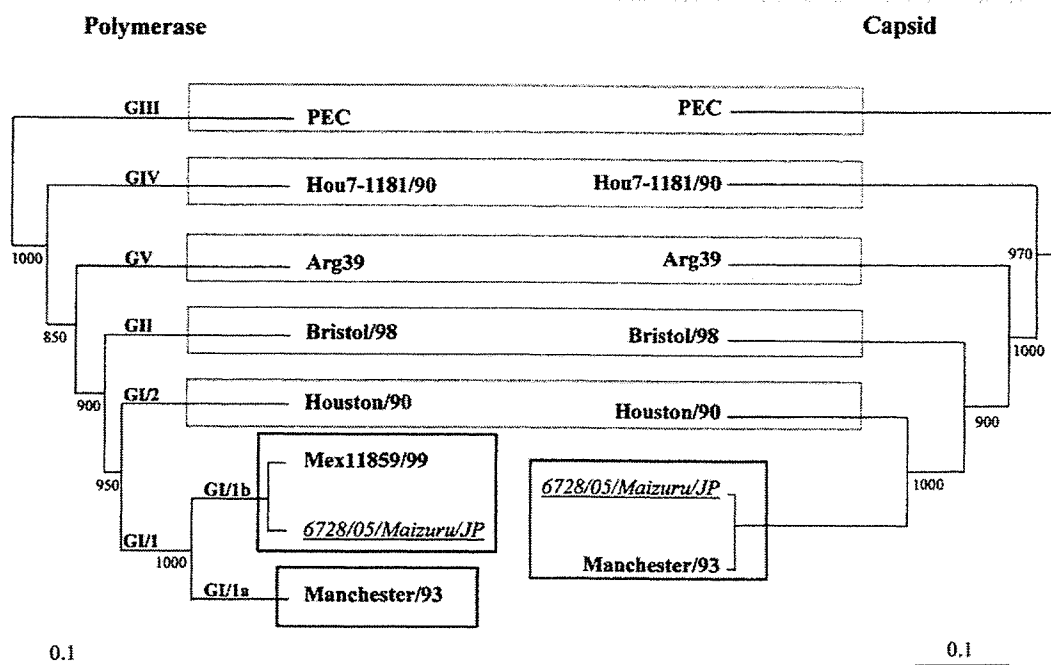 Polymerase Capsid
GIII PEC PEC
GIV Hou7-1181/90 Hou7-1181/90
1000 970
GV Arg39 Arg39
850 GII Bristol/98 Bristol/98 1000
900 GI/2 Houston/90 Houston/90 900
950 Mex11859/99 1000
GI/1b 6728/05/Maizuru/JP
GI/1 6728/05/Maizuru/JP
1000 Manchester/93
GI/1a Manchester/93
0.1 0.1